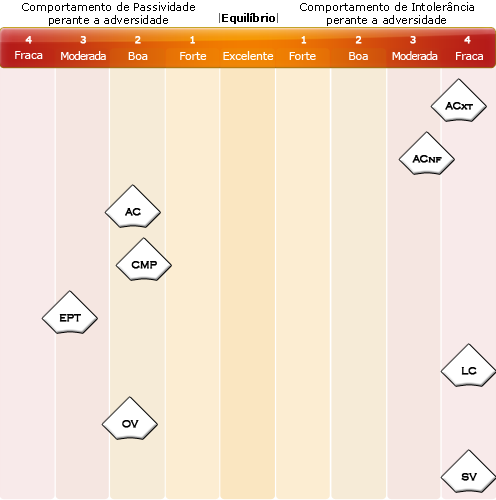 Comportamento de Passividade
perante a adversidade
|Equilíbrio|
Comportamento de Intolerância
perante a adversidade
4 3 2 1 1 2 3 4
Fraca Moderada Boa Forte Excelente Forte Boa Moderada Fraca
ACXT
ACNF
AC
CMP
EPT
LC
OV
SV